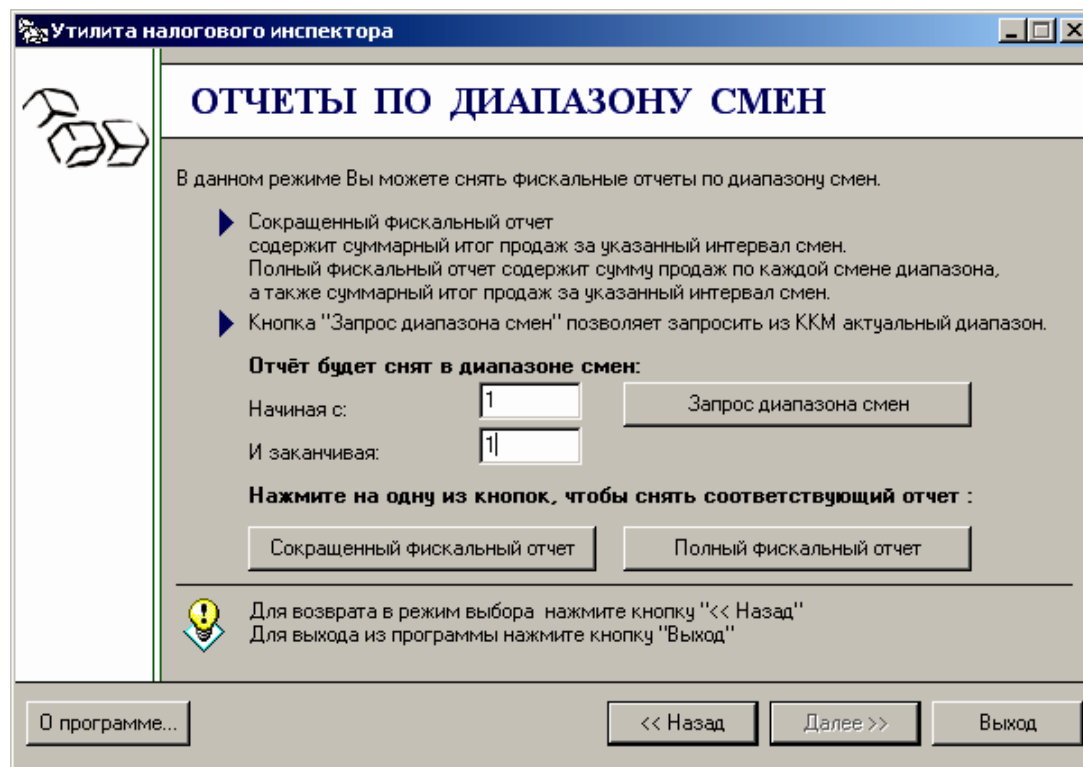 Утилита налогового инспектора
ОТЧЕТЫ ПО ДИАПАЗОНУ СМЕН
В данном режиме Вы можете снять фискальные отчеты по диапазону смен.
Сокращенный фискальный отчет
содержит суммарный итог продаж за указанный интервал смен.
Полный фискальный отчет содержит сумму продаж по каждой смене диапазона,
а также суммарный итог продаж за указанный интервал смен.
Кнопка "Запрос диапазона смен" позволяет запросить из ККМ актуальный диапазон.
Отчёт будет снят в диапазоне смен:
Начиная с: 1 Запрос диапазона смен
И заканчивая: 1
Нажмите на одну из кнопок, чтобы снять соответствующий отчет :
Сокращенный фискальный отчет Полный фискальный отчет
Для возврата в режим выбора нажмите кнопку "<< Назад"
Для выхода из программы нажмите кнопку "Выход"
О программе... << Назад Далее >> Выход